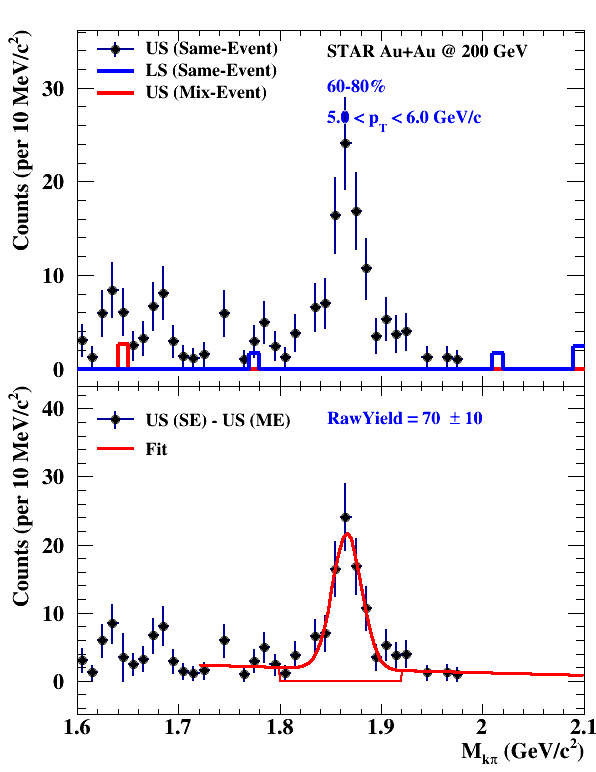 US (Same-Event)
LS (Same-Event)
US (Mix-Event)
STAR Au+Au @ 200 GeV
60-80%
5.0 < pT < 6.0 GeV/c
Counts (per 10 MeV/c²)
30
20
10
0
US (SE) - US (ME)
Fit
RawYield = 70 ± 10
Counts (per 10 MeV/c²)
40
30
20
10
0
1.6 1.7 1.8 1.9 2 2.1
Mkπ (GeV/c²)